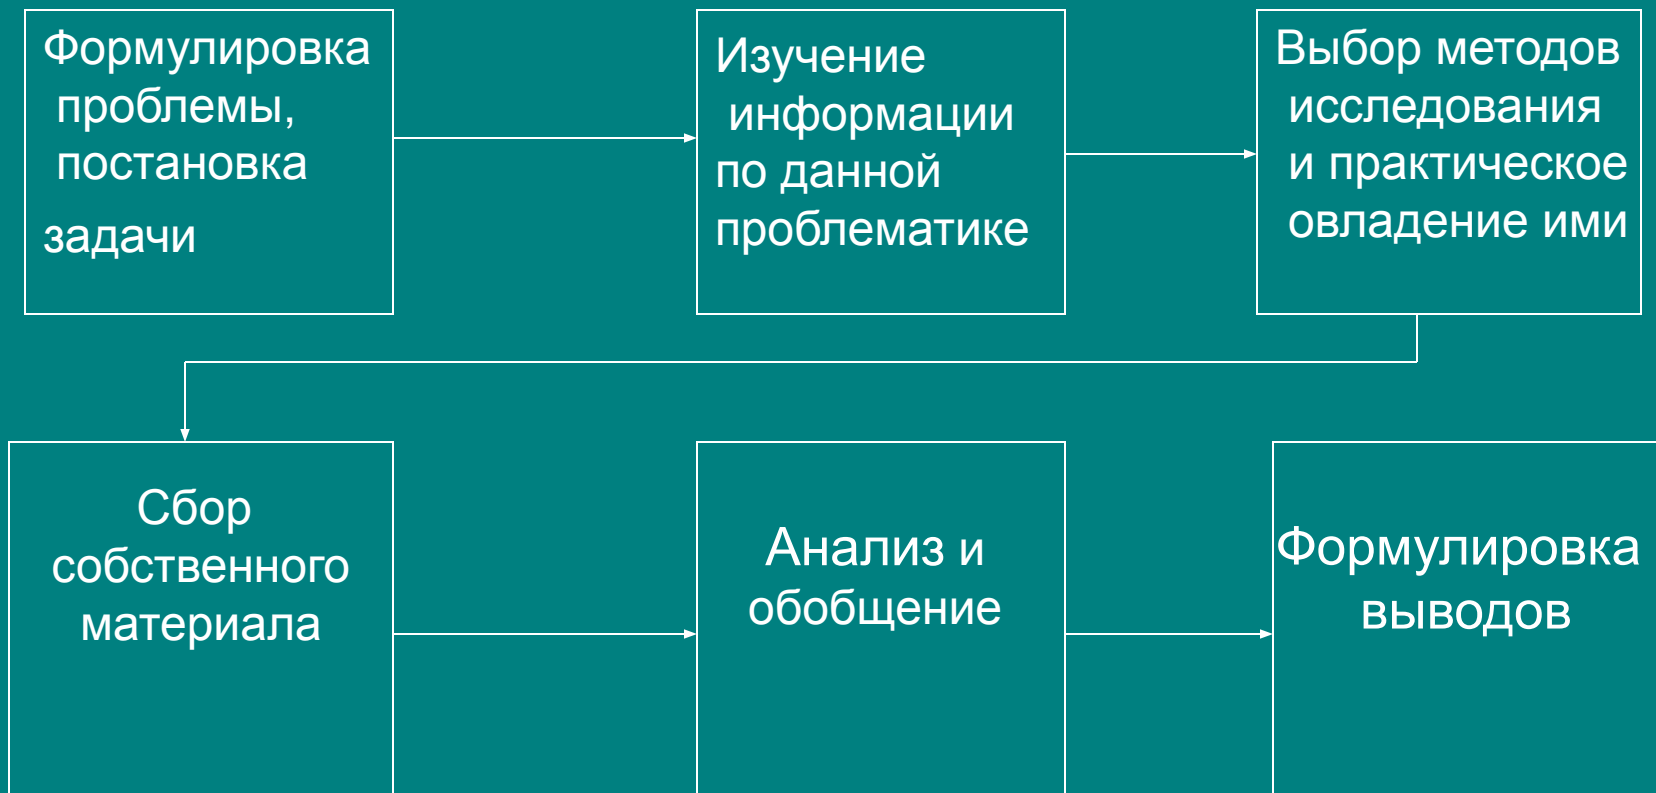 Формулировка
проблемы,
постановка
задачи
Изучение
информации
по данной
проблематике
Выбор методов
исследования
и практическое
овладение ими
Сбор
собственного
материала
Анализ и
обобщение
Формулировка
выводов